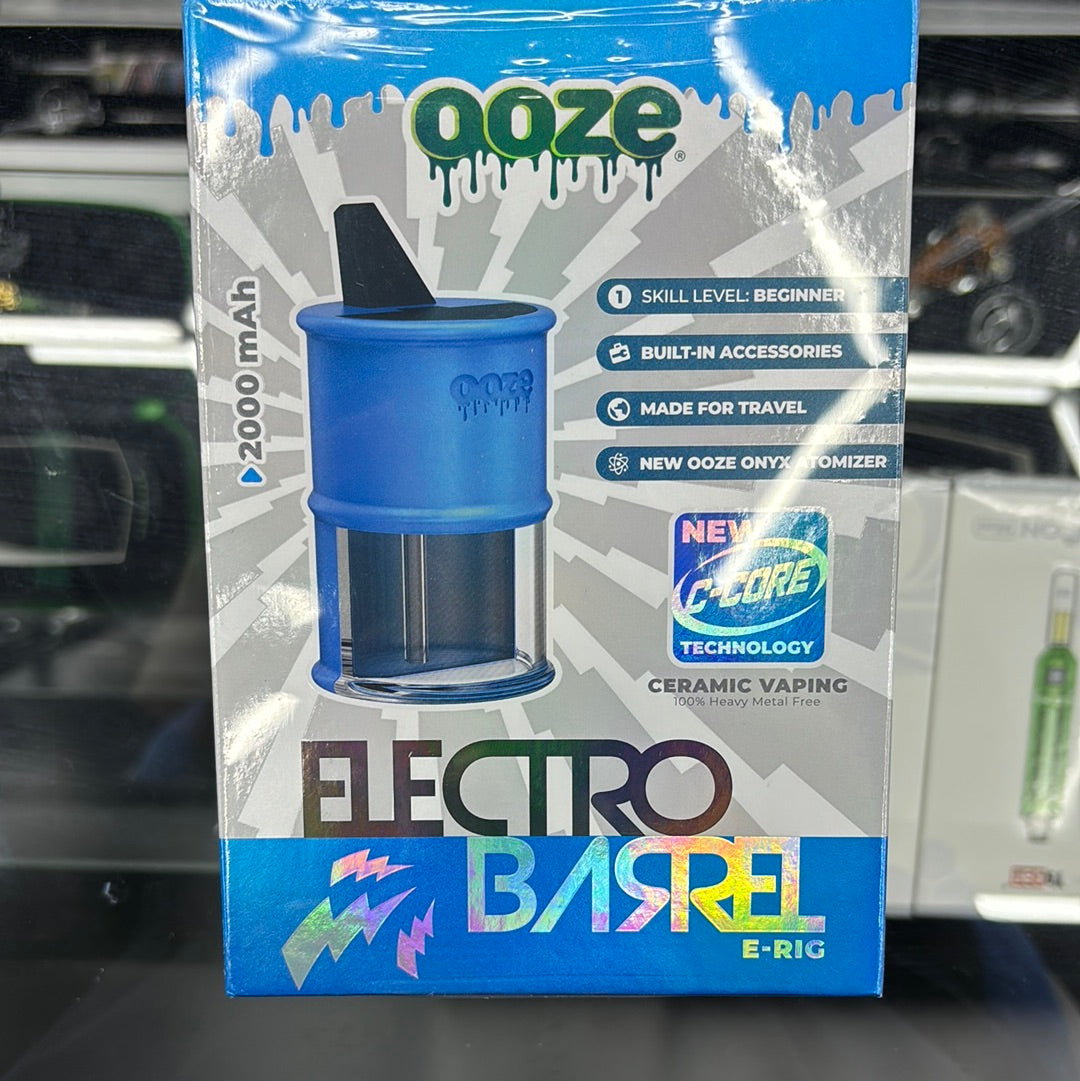 ooze®
2000 mAh
ooze
1 SKILL LEVEL: BEGINNER
BUILT-IN ACCESSORIES
MADE FOR TRAVEL
NEW OOZE ONYX ATOMIZER
NEW
C-CORE
TECHNOLOGY
CERAMIC VAPING
100% Heavy Metal Free
ELECTRO
BARREL
E-RIG